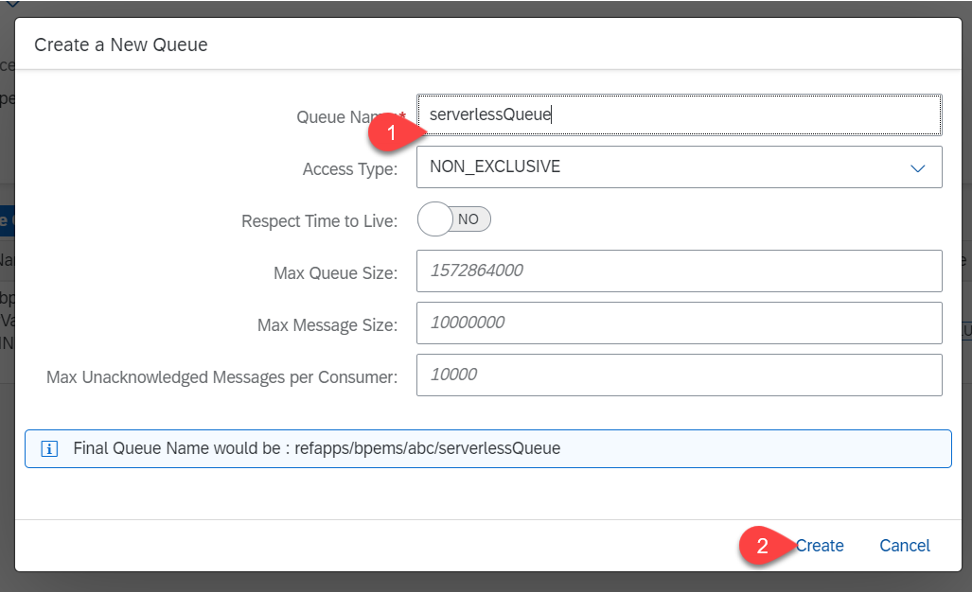 Create a New Queue
Queue Name:* serverlessQueue
1
Access Type: NON_EXCLUSIVE
Respect Time to Live: NO
Max Queue Size: 1572864000
Max Message Size: 10000000
Max Unacknowledged Messages per Consumer: 10000
Final Queue Name would be : refapps/bpems/abc/serverlessQueue
2 Create Cancel